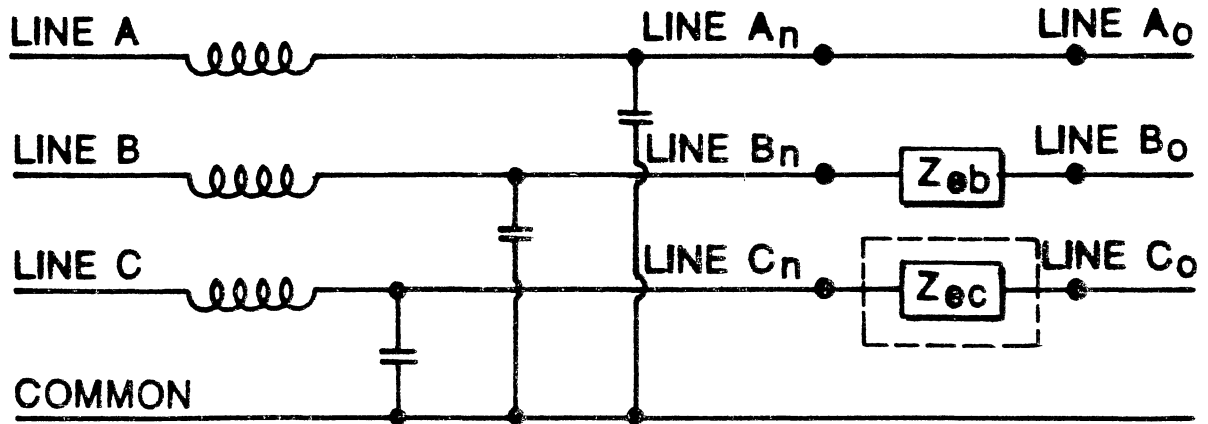 LINE A
LINE An
LINE Ao
LINE B
LINE Bn
Zeb
LINE Bo
LINE C
LINE Cn
Zec
LINE Co
COMMON